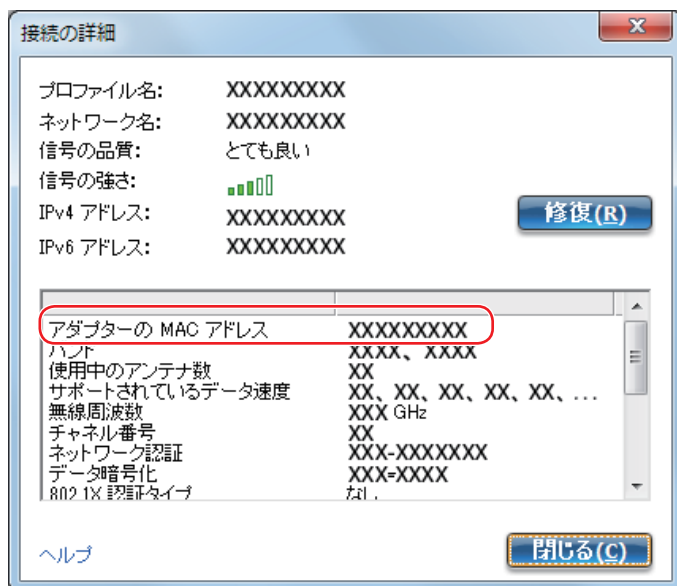 接続の詳細
プロファイル名: XXXXXXXXX
ネットワーク名: XXXXXXXXX
信号の品質: とても良い
信号の強さ:
IPv4 アドレス: XXXXXXXXX
修復(R)
IPv6 アドレス: XXXXXXXXX
アダプターの MAC アドレス XXXXXXXXX
バンド XXXX、XXXX
使用中のアンテナ数 XX
サポートされているデータ速度 XX、XX、XX、XX、XX、...
無線周波数 XXX GHz
チャネル番号 XX
ネットワーク認証 XXX-XXXXXXX
データ暗号化 XXX=XXXX
802.1X 認証タイプ なし
ヘルプ
閉じる(C)